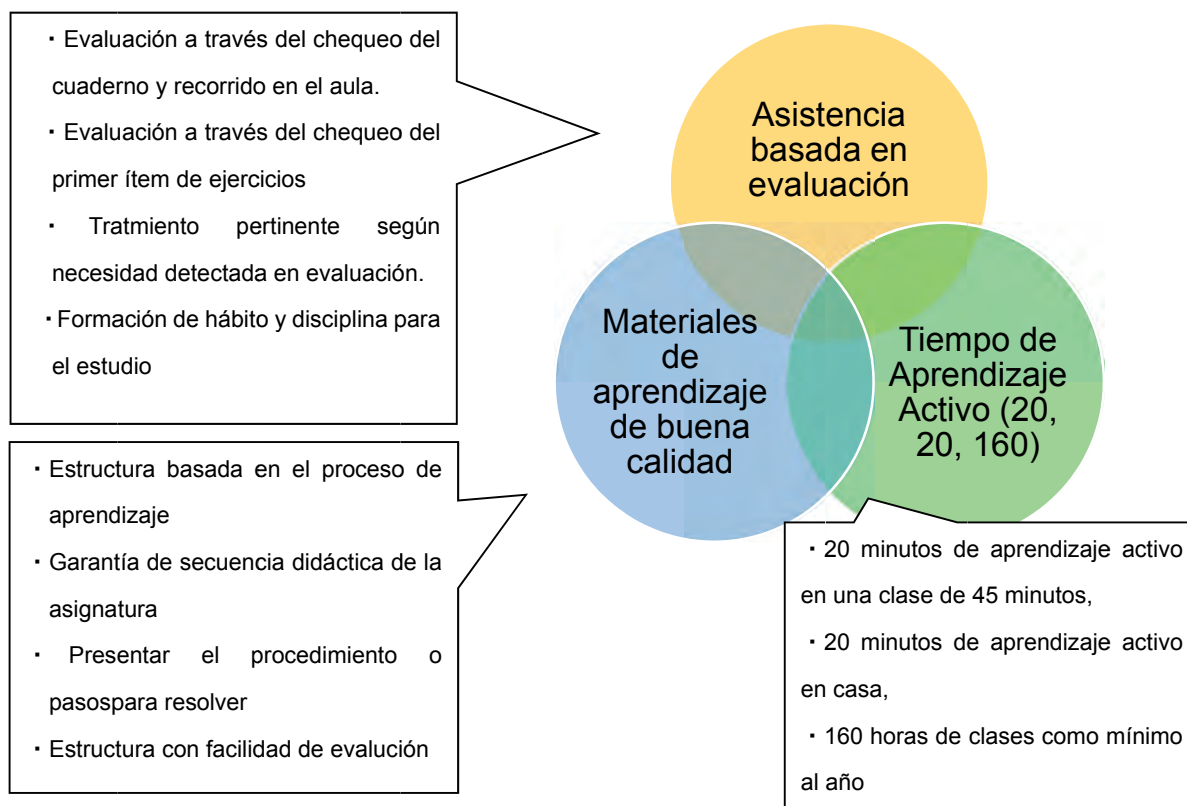 ・Evaluación a través del chequeo del
cuaderno y recorrido en el aula.
・Evaluación a través del chequeo del
primer ítem de ejercicios
・ Tratmiento pertinente según
necesidad detectada en evaluación.
・Formación de hábito y disciplina para
el estudio
Asistencia
basada en
evaluación
Materiales
de
aprendizaje
de buena
calidad
Tiempo de
Aprendizaje
Activo (20,
20, 160)
・Estructura basada en el proceso de
aprendizaje
・Garantía de secuencia didáctica de la
asignatura
・ Presentar el procedimiento o
pasospara resolver
・Estructura con facilidad de evalución
・20 minutos de aprendizaje activo
en una clase de 45 minutos,
・20 minutos de aprendizaje activo
en casa,
・160 horas de clases como mínimo
al año